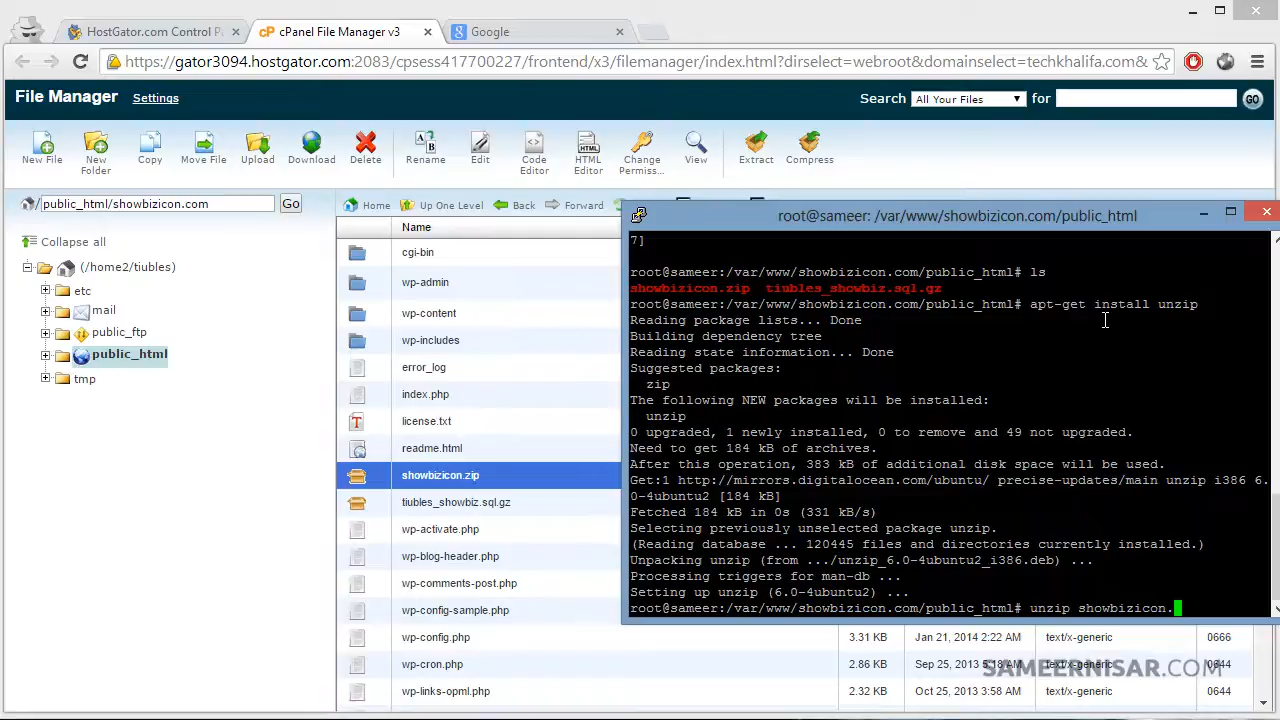 HostGator.com Control P
cPanel File Manager v3
Google
https://gator3094.hostgator.com:2083/cpsess417700227/frontend/x3/filemanager/index.html?dirselect=webroot&domainselect=techkhalifa.com&
File Manager
Settings
Search
All Your Files
for
GO
New File
New Folder
Copy
Move File
Upload
Download
Delete
Rename
Edit
Code Editor
HTML Editor
Change Permiss...
View
Extract
Compress
public_html/showbizicon.com
Go
Home
Up One Level
Back
Forward
Collapse all
(/home2/tiubles)
etc
mail
public_ftp
public_html
tmp
Name
cgi-bin
wp-admin
wp-content
wp-includes
error_log
index.php
license.txt
readme.html
showbizicon.zip
tiubles_showbiz.sql.gz
wp-activate.php
wp-blog-header.php
wp-comments-post.php
wp-config-sample.php
wp-config.php 3.31 KB Jan 21, 2014 2:22 AM text/x-generic 0666
wp-cron.php 2.86 KB Sep 25, 2013 5:18 AM text/x-generic 0644
wp-links-opml.php 2.32 KB Oct 25, 2013 3:58 AM text/x-generic 0644
root@sameer: /var/www/showbizicon.com/public_html
7]
root@sameer:/var/www/showbizicon.com/public_html# ls
showbizicon.zip tiubles_showbiz.sql.gz
root@sameer:/var/www/showbizicon.com/public_html# apt-get install unzip
Reading package lists... Done
Building dependency tree
Reading state information... Done
Suggested packages:
zip
The following NEW packages will be installed:
unzip
0 upgraded, 1 newly installed, 0 to remove and 49 not upgraded.
Need to get 184 kB of archives.
After this operation, 383 kB of additional disk space will be used.
Get:1 http://mirrors.digitalocean.com/ubuntu/ precise-updates/main unzip i386 6.
0-4ubuntu2 [184 kB]
Fetched 184 kB in 0s (331 kB/s)
Selecting previously unselected package unzip.
(Reading database ... 120445 files and directories currently installed.)
Unpacking unzip (from .../unzip_6.0-4ubuntu2_i386.deb) ...
Processing triggers for man-db ...
Setting up unzip (6.0-4ubuntu2) ...
root@sameer:/var/www/showbizicon.com/public_html# unzip showbizicon.
SAMEERNISAR.COM